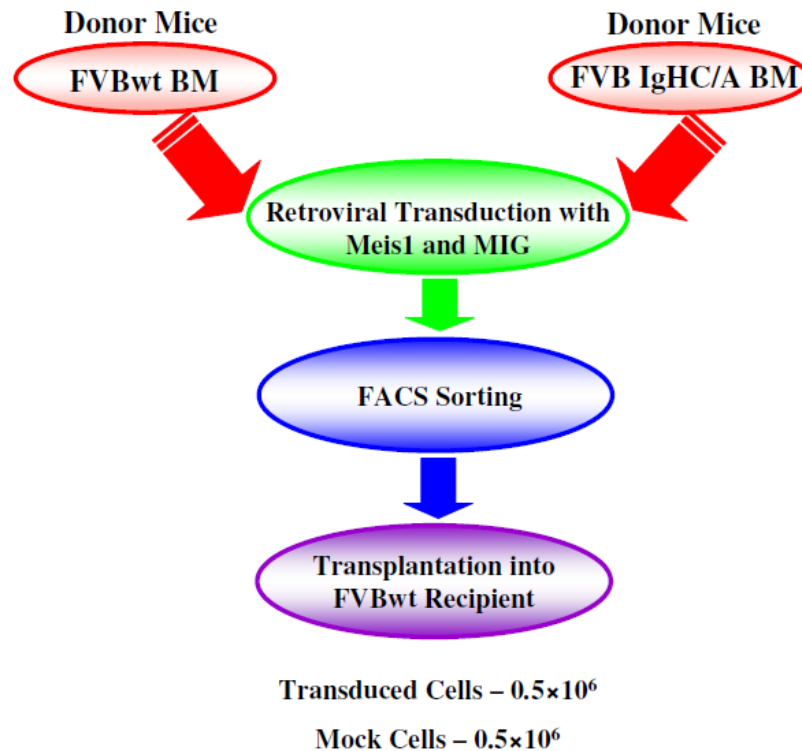 Donor Mice
FVBwt BM
Donor Mice
FVB IgHC/A BM
Retroviral Transduction with
Meis1 and MIG
FACS Sorting
Transplantation into
FVBwt Recipient
Transduced Cells – 0.5×10⁶
Mock Cells – 0.5×10⁶